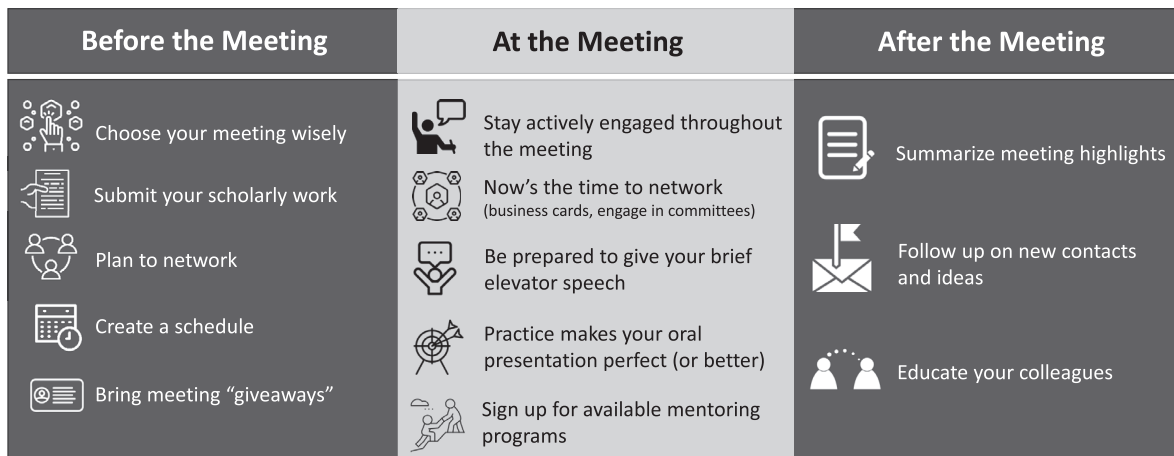 Before the Meeting
Choose your meeting wisely
Submit your scholarly work
Plan to network
Create a schedule
Bring meeting “giveaways”
At the Meeting
Stay actively engaged throughout
the meeting
Now’s the time to network
(business cards, engage in committees)
Be prepared to give your brief
elevator speech
Practice makes your oral
presentation perfect (or better)
Sign up for available mentoring
programs
After the Meeting
Summarize meeting highlights
Follow up on new contacts
and ideas
Educate your colleagues